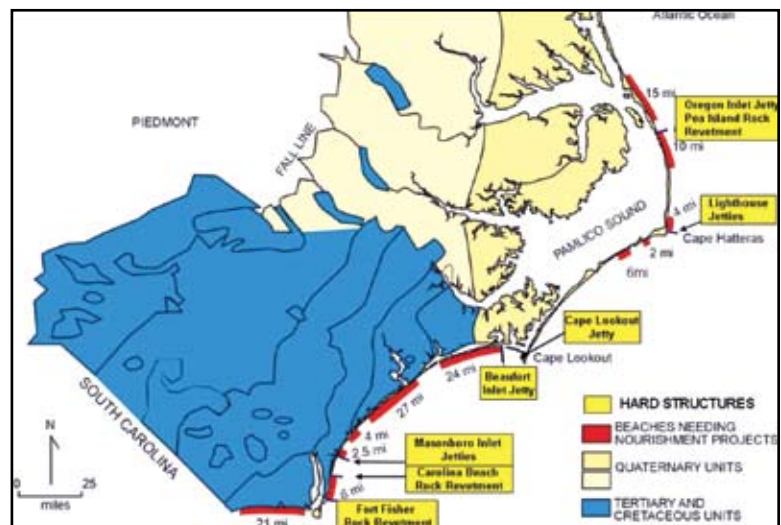 Atlantic Ocean
PIEDMONT
FALL LINE
15 mi
Oregon Inlet Jetty
Pea Island Rock
Revetment
10 mi
4 mi
Lighthouse
Jetties
PAMLICO SOUND
Cape Hatteras
2 mi
6mi
Cape Lookout
Jetty
Cape Lookout
Beaufort
Inlet Jetty
24 mi
27 mi
4 mi
2.5 mi
Masonboro Inlet
Jetties
Carolina Beach
Rock Revetment
6 mi
Fort Fisher
Rock Revetment
21 mi
SOUTH CAROLINA
N
0
25
miles
HARD STRUCTURES
BEACHES NEEDING
NOURISHMENT PROJECTS
QUATERNARY UNITS
TERTIARY AND
CRETACEOUS UNITS